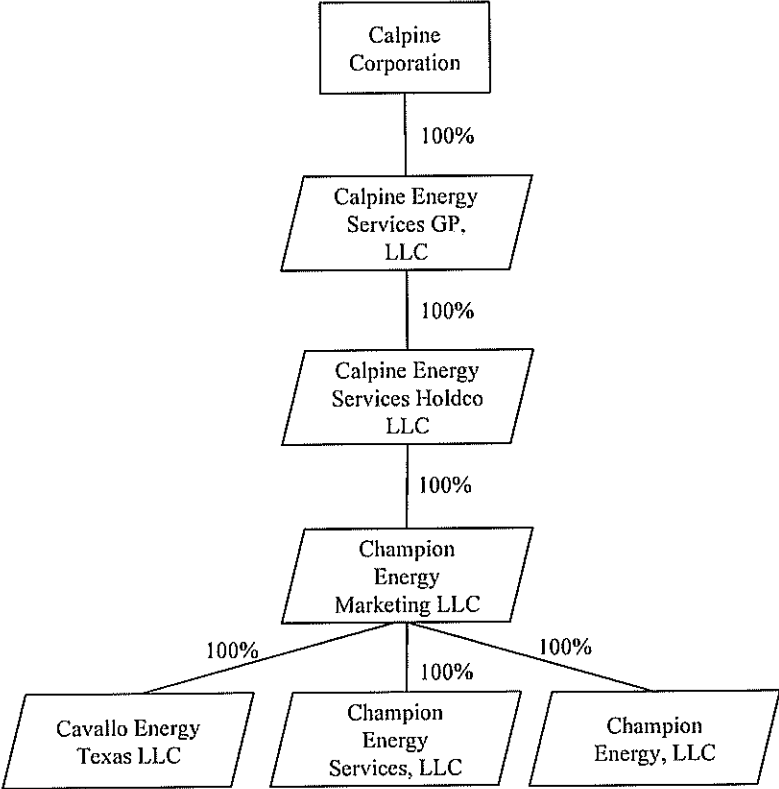 Calpine
Corporation
100%
Calpine Energy
Services GP,
LLC
100%
Calpine Energy
Services Holdco
LLC
100%
Champion
Energy
Marketing LLC
100%
100%
100%
Cavallo Energy
Texas LLC
Champion
Energy
Services, LLC
Champion
Energy, LLC